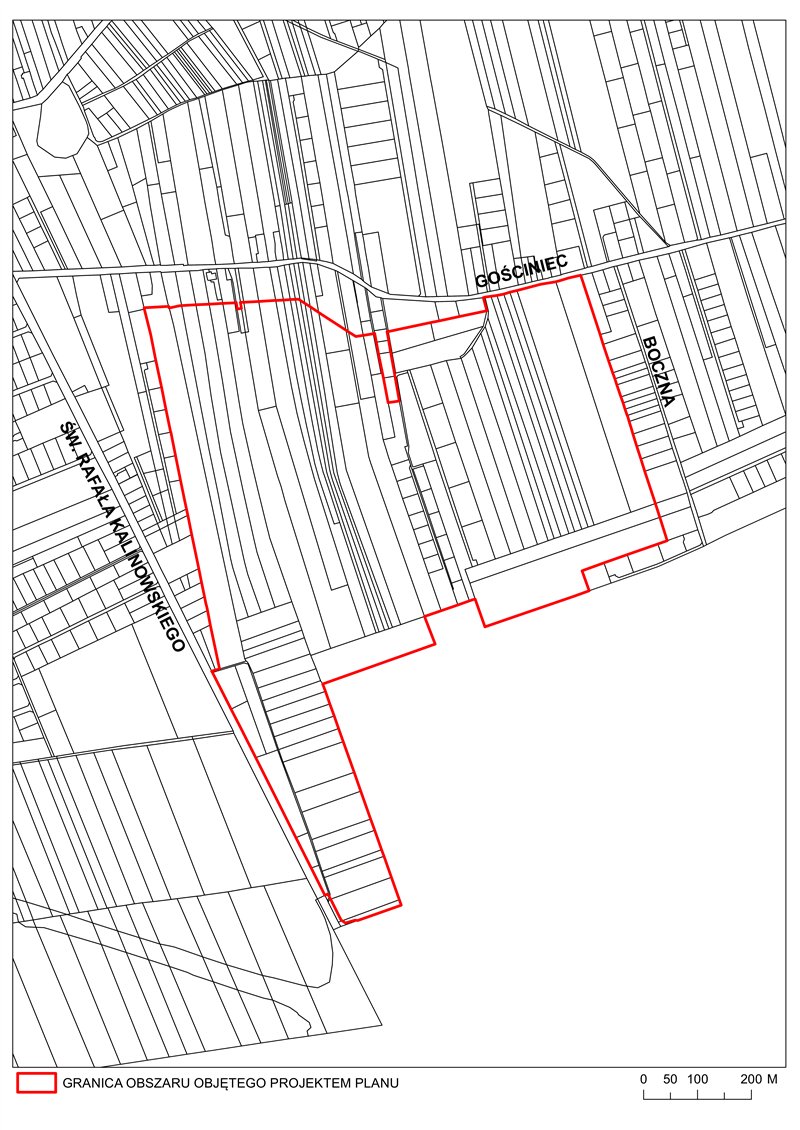 GOŚCINIEC
BOCZNA
ŚW. RAFAŁA KALINOWSKIEGO
GRANICA OBSZARU OBJĘTEGO PROJEKTEM PLANU
0 50 100 200 M